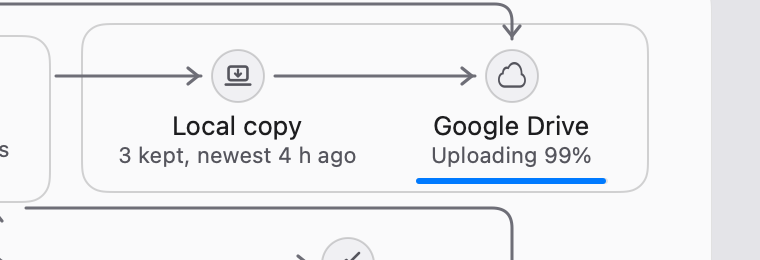 Local copy
3 kept, newest 4 h ago
Google Drive
Uploading 99%
s